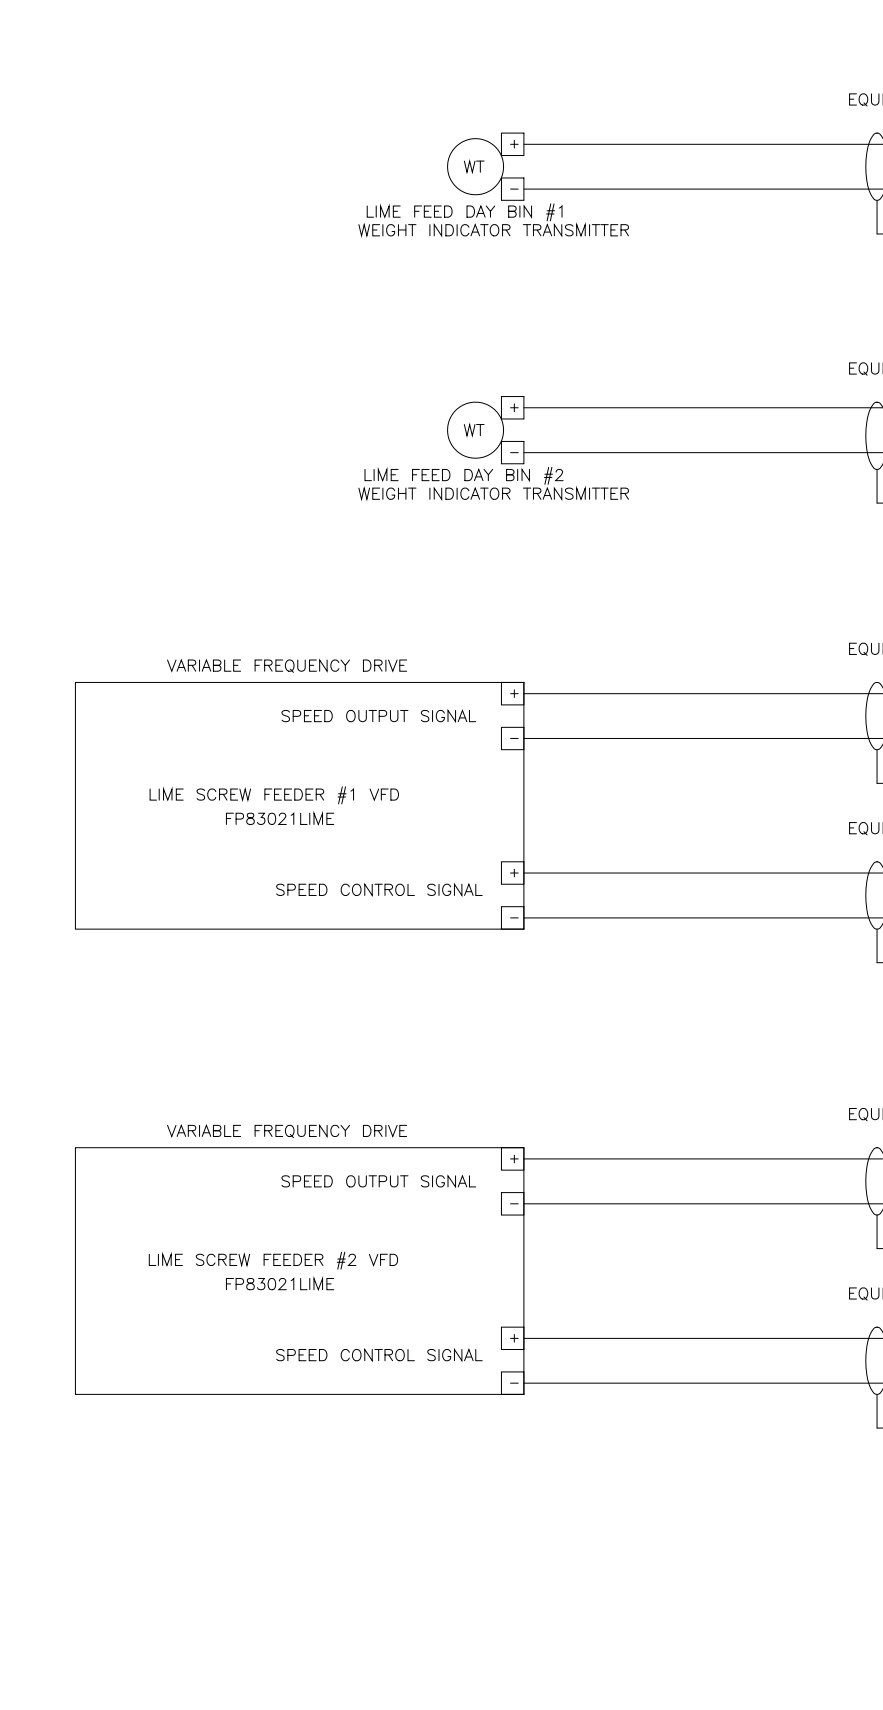 EQUI
+
WT
−
LIME FEED DAY BIN #1
WEIGHT INDICATOR TRANSMITTER
EQUI
+
WT
−
LIME FEED DAY BIN #2
WEIGHT INDICATOR TRANSMITTER
EQUI
VARIABLE FREQUENCY DRIVE
+
SPEED OUTPUT SIGNAL
−
LIME SCREW FEEDER #1 VFD
FP83021LIME
EQUI
+
SPEED CONTROL SIGNAL
−
EQUI
VARIABLE FREQUENCY DRIVE
+
SPEED OUTPUT SIGNAL
−
LIME SCREW FEEDER #2 VFD
FP83021LIME
EQUI
+
SPEED CONTROL SIGNAL
−